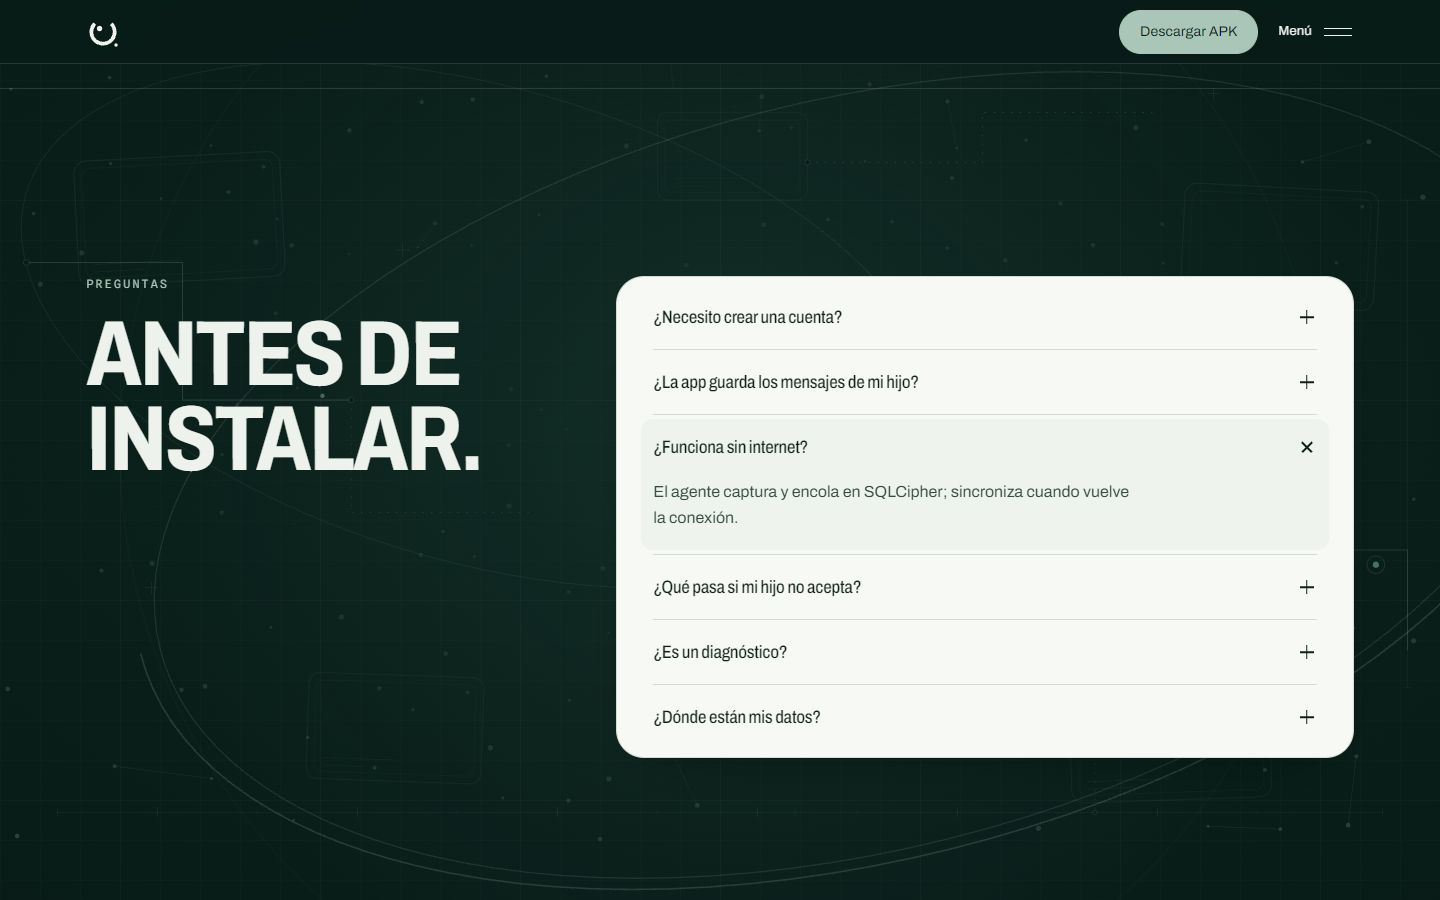 Descargar APK
Menú
PREGUNTAS
ANTES DE
INSTALAR.
¿Necesito crear una cuenta?
¿La app guarda los mensajes de mi hijo?
¿Funciona sin internet?
El agente captura y encola en SQLCipher; sincroniza cuando vuelve
la conexión.
¿Qué pasa si mi hijo no acepta?
¿Es un diagnóstico?
¿Dónde están mis datos?